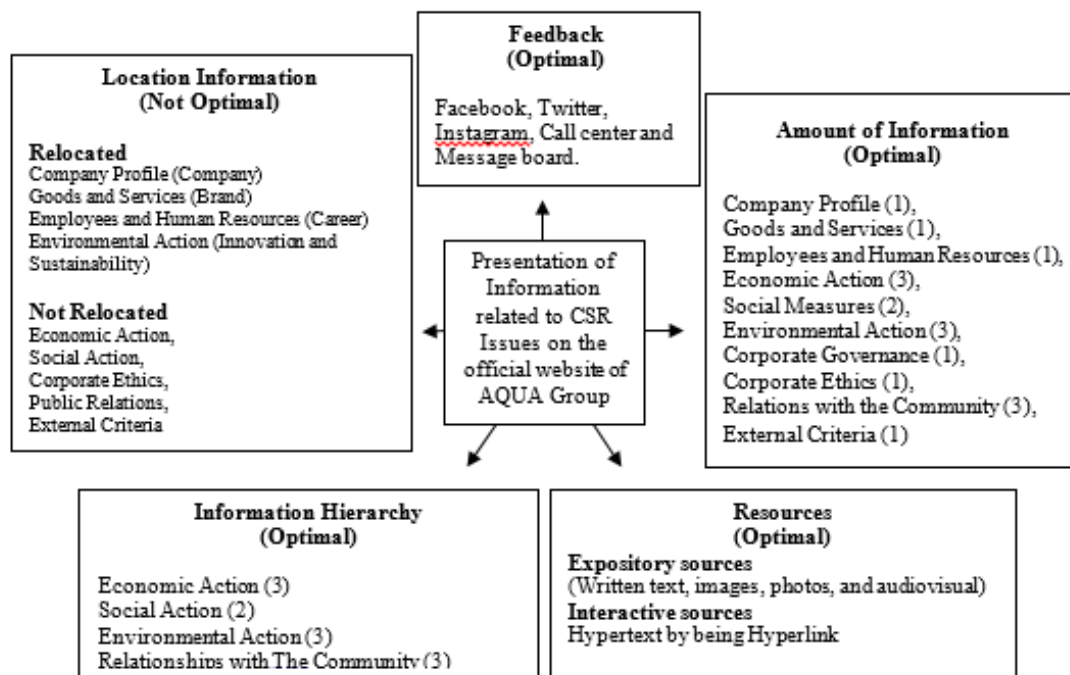 Feedback
(Optimal)
Facebook, Twitter,
Instagram, Call center and
Message board.
Location Information
(Not Optimal)
Relocated
Company Profile (Company)
Goods and Services (Brand)
Employees and Human Resources (Career)
Environmental Action (Innovation and
Sustainability)
Not Relocated
Economic Action,
Social Action,
Corporate Ethics,
Public Relations,
External Criteria
Presentation of
Information
related to CSR
Issues on the
official website of
AQUA Group
Amount of Information
(Optimal)
Company Profile (1),
Goods and Services (1),
Employees and Human Resources (1),
Economic Action (3),
Social Measures (2),
Environmental Action (3),
Corporate Governance (1),
Corporate Ethics (1),
Relations with the Community (3),
External Criteria (1)
Information Hierarchy
(Optimal)
Economic Action (3)
Social Action (2)
Environmental Action (3)
Relationships with The Community (3)
Resources
(Optimal)
Expository sources
(Written text, images, photos, and audiovisual)
Interactive sources
Hypertext by being Hyperlink